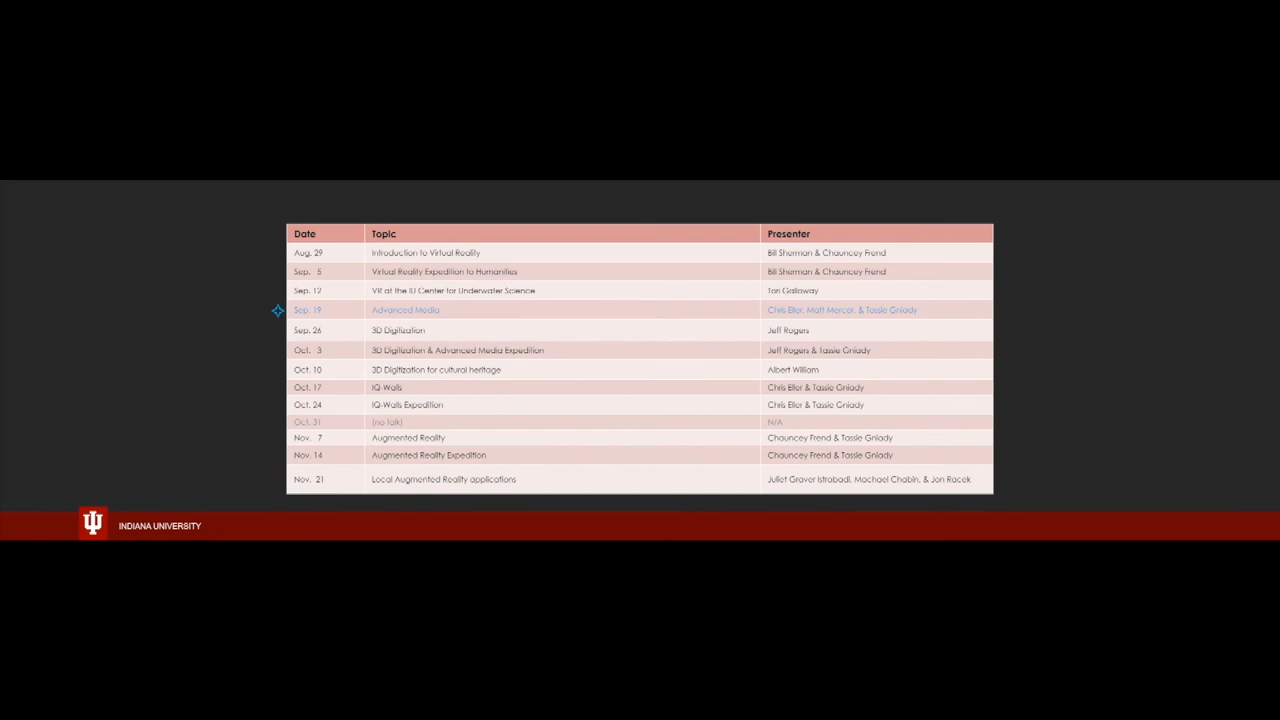 Date Topic Presenter
Aug. 29 Introduction to Virtual Reality Bill Sherman & Chauncey Frend
Sep. 5 Virtual Reality Expedition to Humanities Bill Sherman & Chauncey Frend
Sep. 12 VR at the IU Center for Underwater Science Tori Galloway
Sep. 19 Advanced Media Chris Eller, Matt Mercer, & Tassie Gniady
Sep. 26 3D Digitization Jeff Rogers
Oct. 3 3D Digitization & Advanced Media Expedition Jeff Rogers & Tassie Gniady
Oct. 10 3D Digitization for cultural heritage Albert William
Oct. 17 IQ-Walls Chris Eller & Tassie Gniady
Oct. 24 IQ-Walls Expedition Chris Eller & Tassie Gniady
Oct. 31 (no talk) N/A
Nov. 7 Augmented Reality Chauncey Frend & Tassie Gniady
Nov. 14 Augmented Reality Expedition Chauncey Frend & Tassie Gniady
Nov. 21 Local Augmented Reality applications Juliet Graver Istrabadi, Machael Chabin, & Jon Racek
INDIANA UNIVERSITY